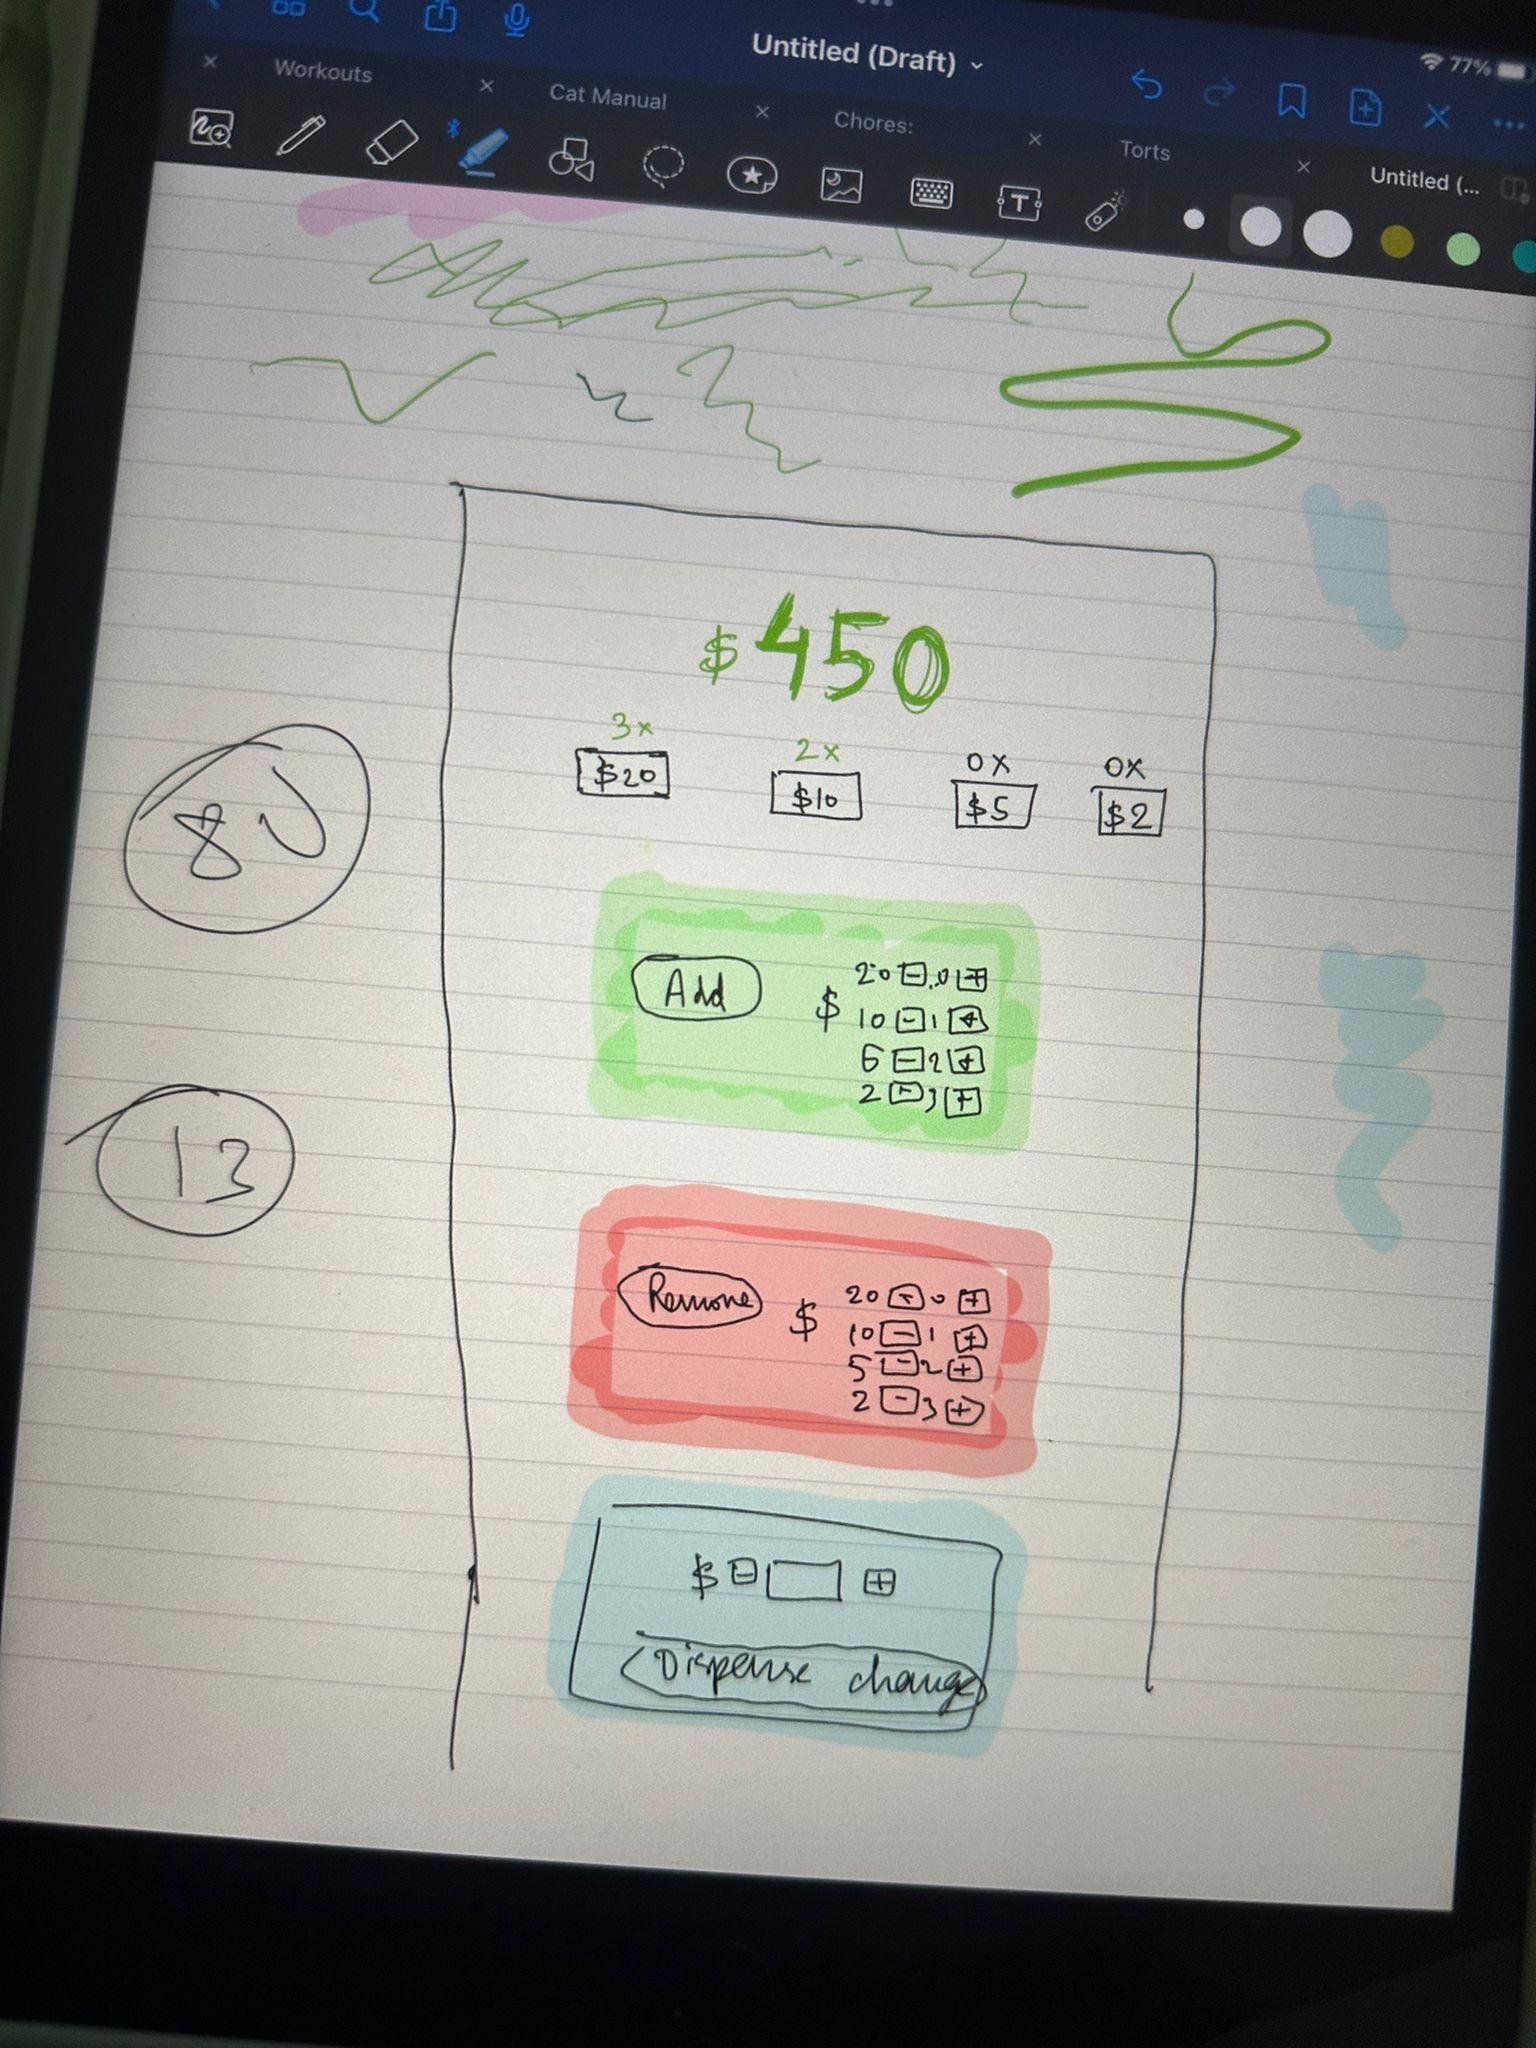 Untitled (Draft)
77%
Workouts
Cat Manual
Chores:
Torts
Untitled (...
T
$450
3x
2x
0x
0x
$20
$10
$5
$2
80
Add
$
20 - 0 +
10 - 1 +
5 - 2 +
2 - 3 +
13
Remove
$
20 - 0 +
10 - 1 +
5 - 2 +
2 - 3 +
$ - +
Dispense change